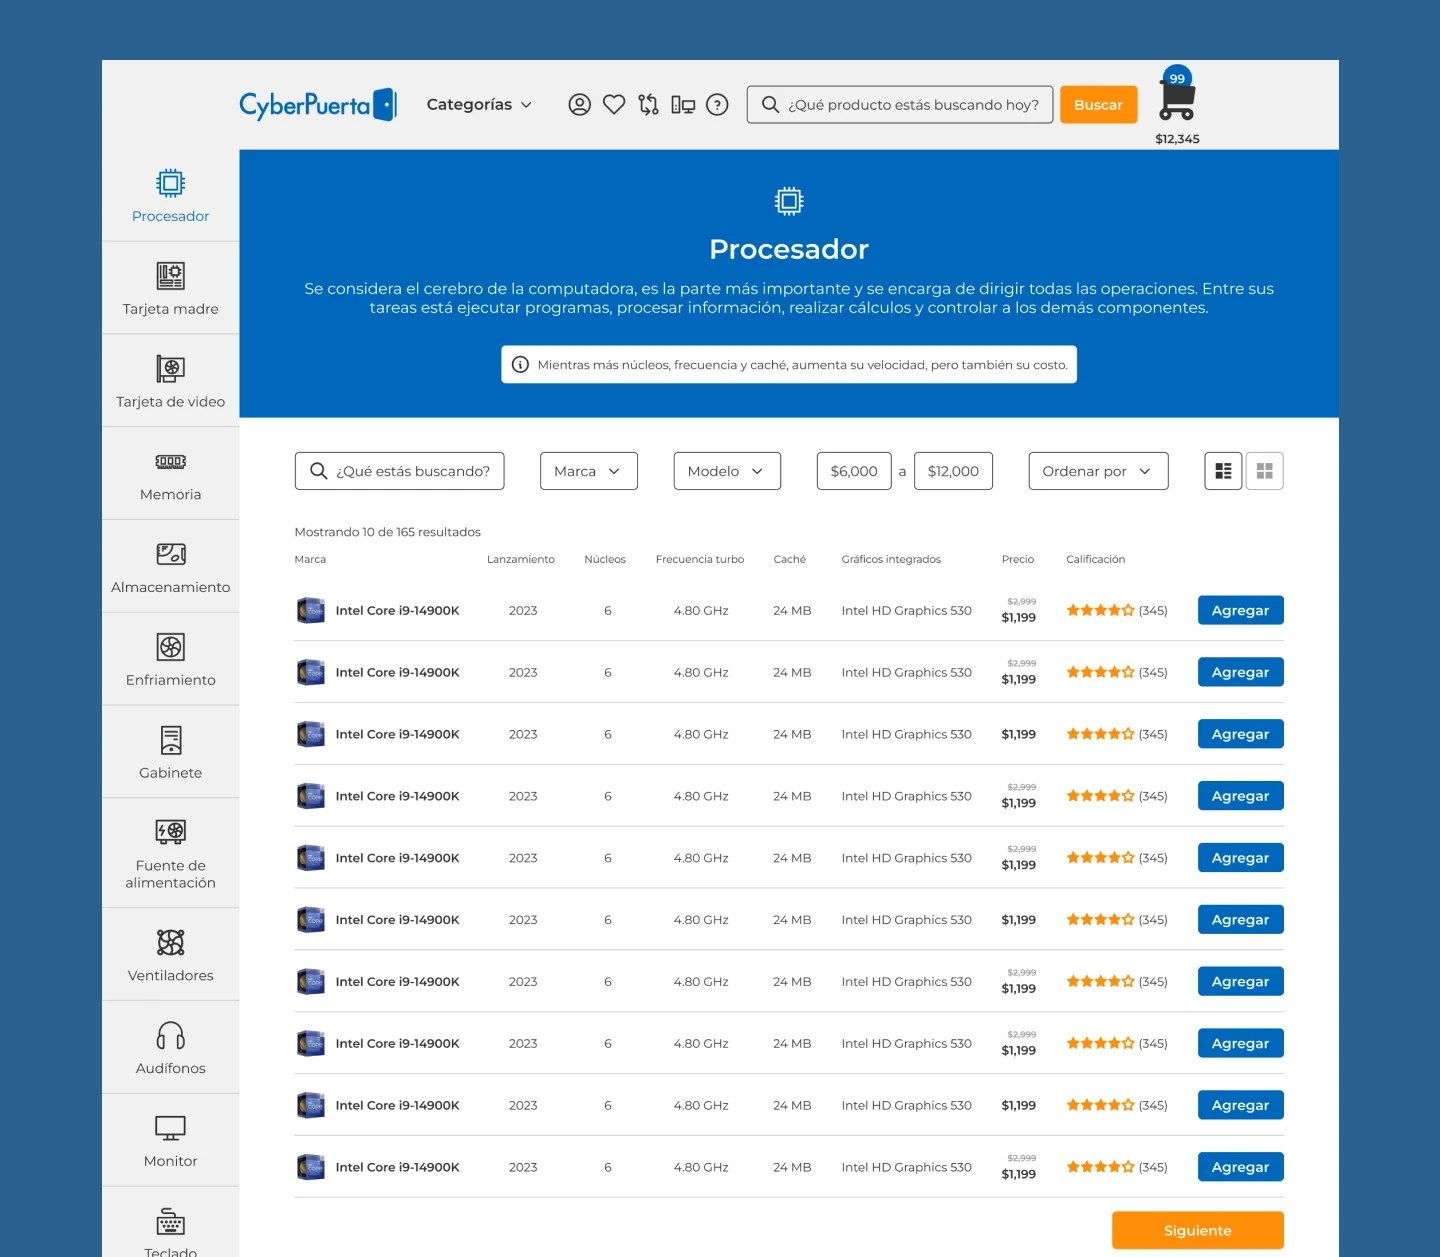 CyberPuerta
Categorías
¿Qué producto estás buscando hoy?
Buscar
99
$12,345
Procesador
Tarjeta madre
Tarjeta de video
Memoria
Almacenamiento
Enfriamiento
Gabinete
Fuente de
alimentación
Ventiladores
Audífonos
Monitor
Teclado
Procesador
Se considera el cerebro de la computadora, es la parte más importante y se encarga de dirigir todas las operaciones. Entre sus
tareas está ejecutar programas, procesar información, realizar cálculos y controlar a los demás componentes.
Mientras más núcleos, frecuencia y caché, aumenta su velocidad, pero también su costo.
¿Qué estás buscando? Marca Modelo $6,000 a $12,000 Ordenar por
Mostrando 10 de 165 resultados
Marca Lanzamiento Núcleos Frecuencia turbo Caché Gráficos integrados Precio Calificación
Intel Core i9-14900K 2023 6 4.80 GHz 24 MB Intel HD Graphics 530 $2,999 $1,199 (345) Agregar
Intel Core i9-14900K 2023 6 4.80 GHz 24 MB Intel HD Graphics 530 $2,999 $1,199 (345) Agregar
Intel Core i9-14900K 2023 6 4.80 GHz 24 MB Intel HD Graphics 530 $1,199 (345) Agregar
Intel Core i9-14900K 2023 6 4.80 GHz 24 MB Intel HD Graphics 530 $2,999 $1,199 (345) Agregar
Intel Core i9-14900K 2023 6 4.80 GHz 24 MB Intel HD Graphics 530 $2,999 $1,199 (345) Agregar
Intel Core i9-14900K 2023 6 4.80 GHz 24 MB Intel HD Graphics 530 $1,199 (345) Agregar
Intel Core i9-14900K 2023 6 4.80 GHz 24 MB Intel HD Graphics 530 $2,999 $1,199 (345) Agregar
Intel Core i9-14900K 2023 6 4.80 GHz 24 MB Intel HD Graphics 530 $2,999 $1,199 (345) Agregar
Intel Core i9-14900K 2023 6 4.80 GHz 24 MB Intel HD Graphics 530 $1,199 (345) Agregar
Intel Core i9-14900K 2023 6 4.80 GHz 24 MB Intel HD Graphics 530 $2,999 $1,199 (345) Agregar
Siguiente